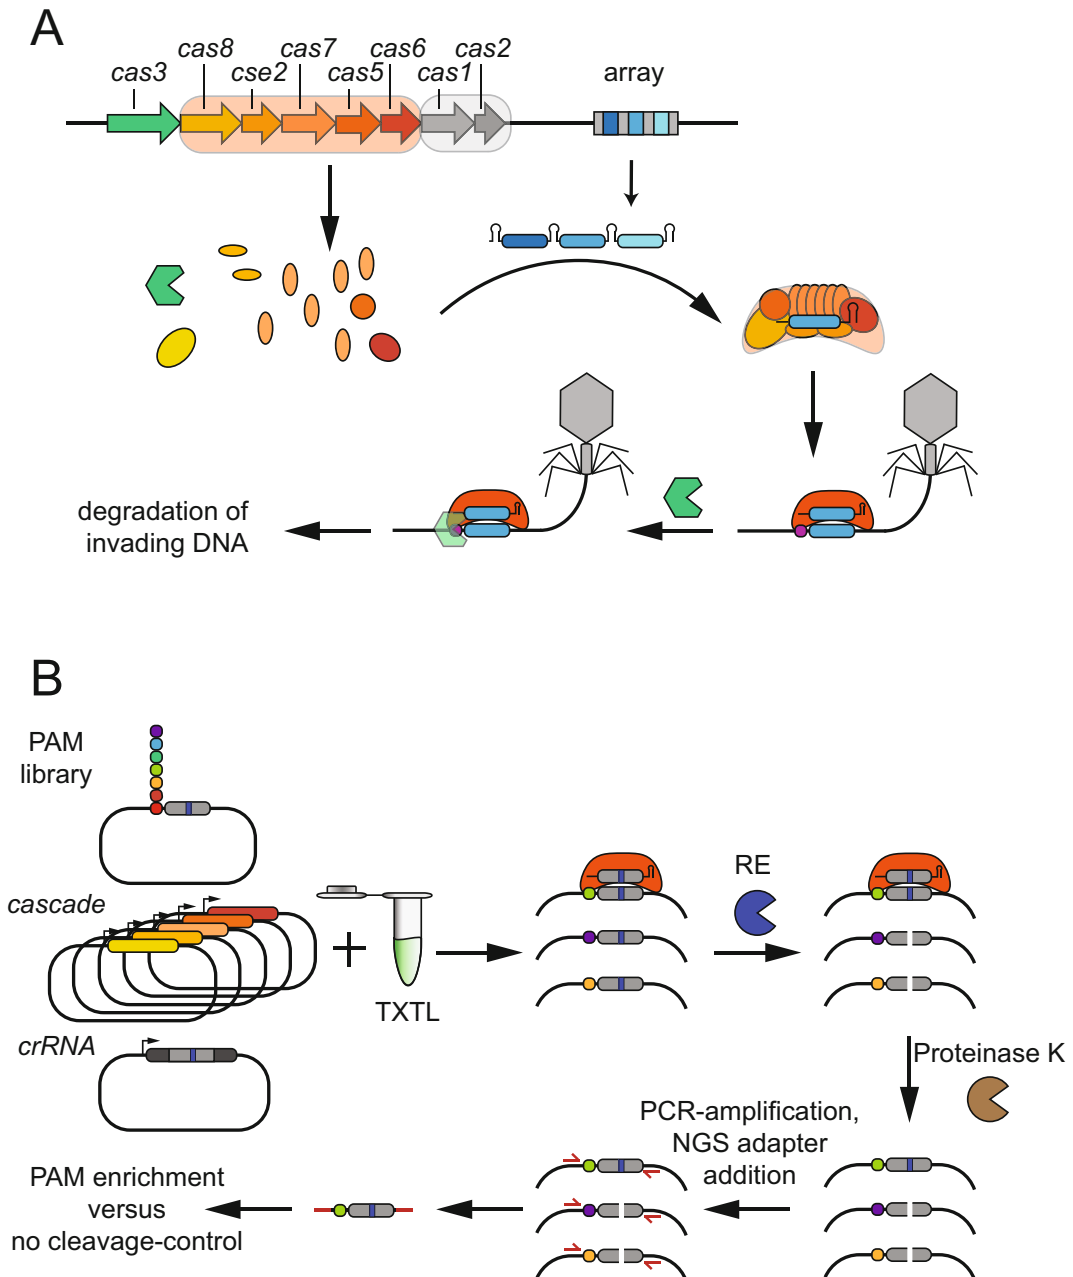 A
cas8
cas7
cas6
cas2
cas3
cse2
cas5
cas1
array
degradation of
invading DNA
B
PAM
library
cascade
crRNA
TXTL
RE
Proteinase K
PCR-amplification,
NGS adapter
addition
PAM enrichment
versus
no cleavage-control